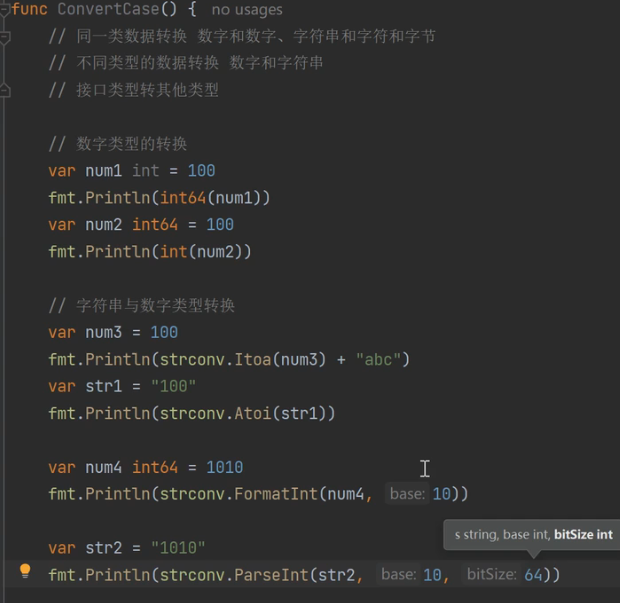 func ConvertCase() { no usages
// 同一类数据转换 数字和数字、字符串和字符和字节
// 不同类型的数据转换 数字和字符串
// 接口类型转其他类型
// 数字类型的转换
var num1 int = 100
fmt.Println(int64(num1))
var num2 int64 = 100
fmt.Println(int(num2))
// 字符串与数字类型转换
var num3 = 100
fmt.Println(strconv.Itoa(num3) + "abc")
var str1 = "100"
fmt.Println(strconv.Atoi(str1))
var num4 int64 = 1010
fmt.Println(strconv.FormatInt(num4, base: 10))
s string, base int, bitSize int
var str2 = "1010"
fmt.Println(strconv.ParseInt(str2, base: 10, bitSize: 64))